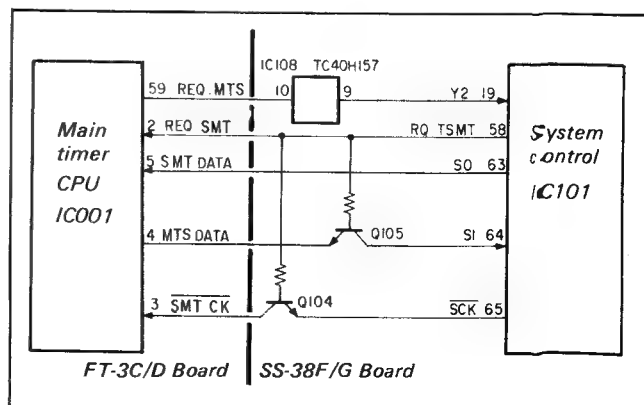 IC108 TC40H157
59 REQ. MTS 10 9 Y2 19
2 REQ SMT RQ TSMT 58
Main
timer
CPU
IC001
System
control
IC101
5 SMT DATA SO 63
4 MTS DATA Q105 SI 64
3 SMT CK Q104 SCK 65
FT-3C/D Board SS-38F/G Board